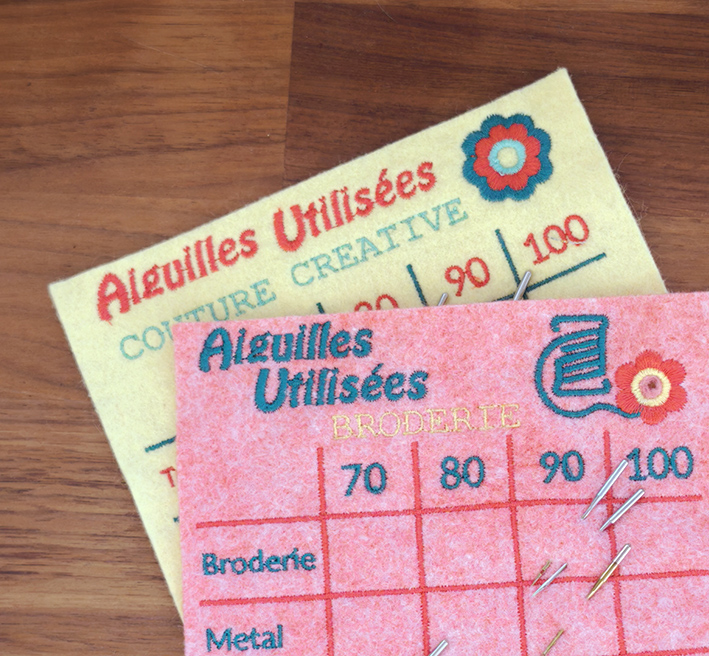 Aiguilles Utilisées
COUTURE CREATIVE
90 100
Aiguilles
Utilisées
BRODERIE
70 80 90 100
Broderie
Metal